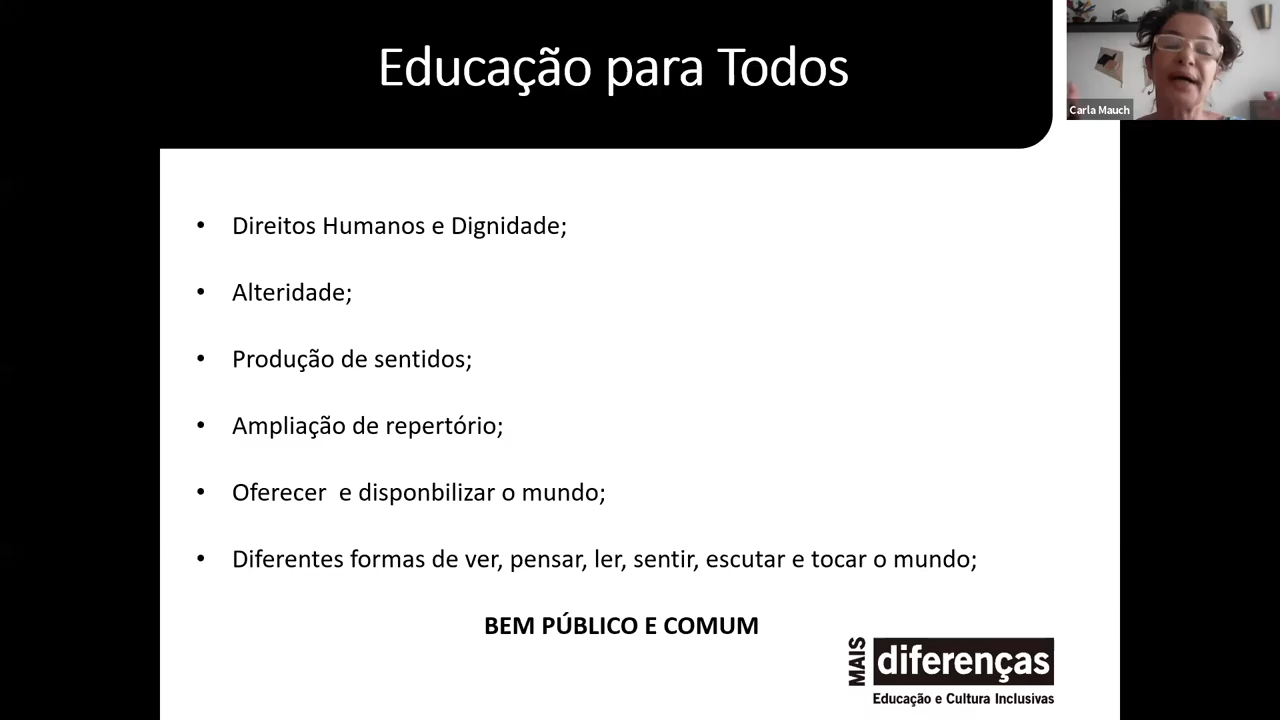 Educação para Todos
Carla Mauch
• Direitos Humanos e Dignidade;
• Alteridade;
• Produção de sentidos;
• Ampliação de repertório;
• Oferecer  e disponbilizar o mundo;
• Diferentes formas de ver, pensar, ler, sentir, escutar e tocar o mundo;
BEM PÚBLICO E COMUM
MAIS
diferenças
Educação e Cultura Inclusivas